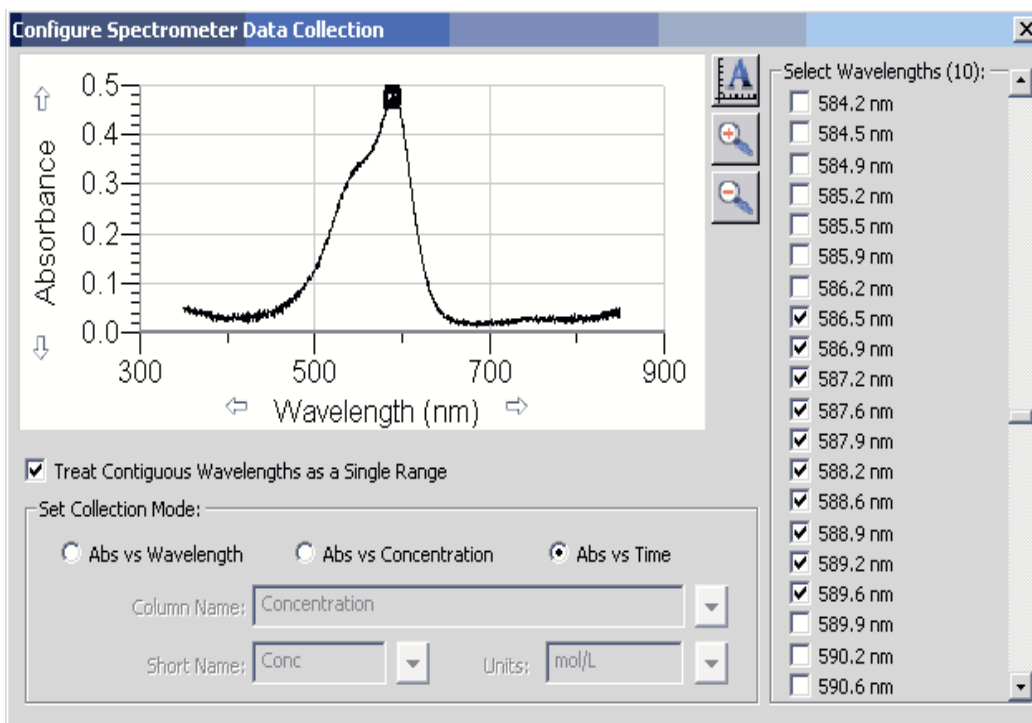 Configure Spectrometer Data Collection
Absorbance
0.5
0.4
0.3
0.2
0.1
0.0
300
500
700
900
Wavelength (nm)
A
Select Wavelengths (10):
584.2 nm
584.5 nm
584.9 nm
585.2 nm
585.5 nm
585.9 nm
586.2 nm
586.5 nm
586.9 nm
587.2 nm
587.6 nm
587.9 nm
588.2 nm
588.6 nm
588.9 nm
589.2 nm
589.6 nm
589.9 nm
590.2 nm
590.6 nm
Treat Contiguous Wavelengths as a Single Range
Set Collection Mode:
Abs vs Wavelength
Abs vs Concentration
Abs vs Time
Column Name: Concentration
Short Name: Conc
Units: mol/L